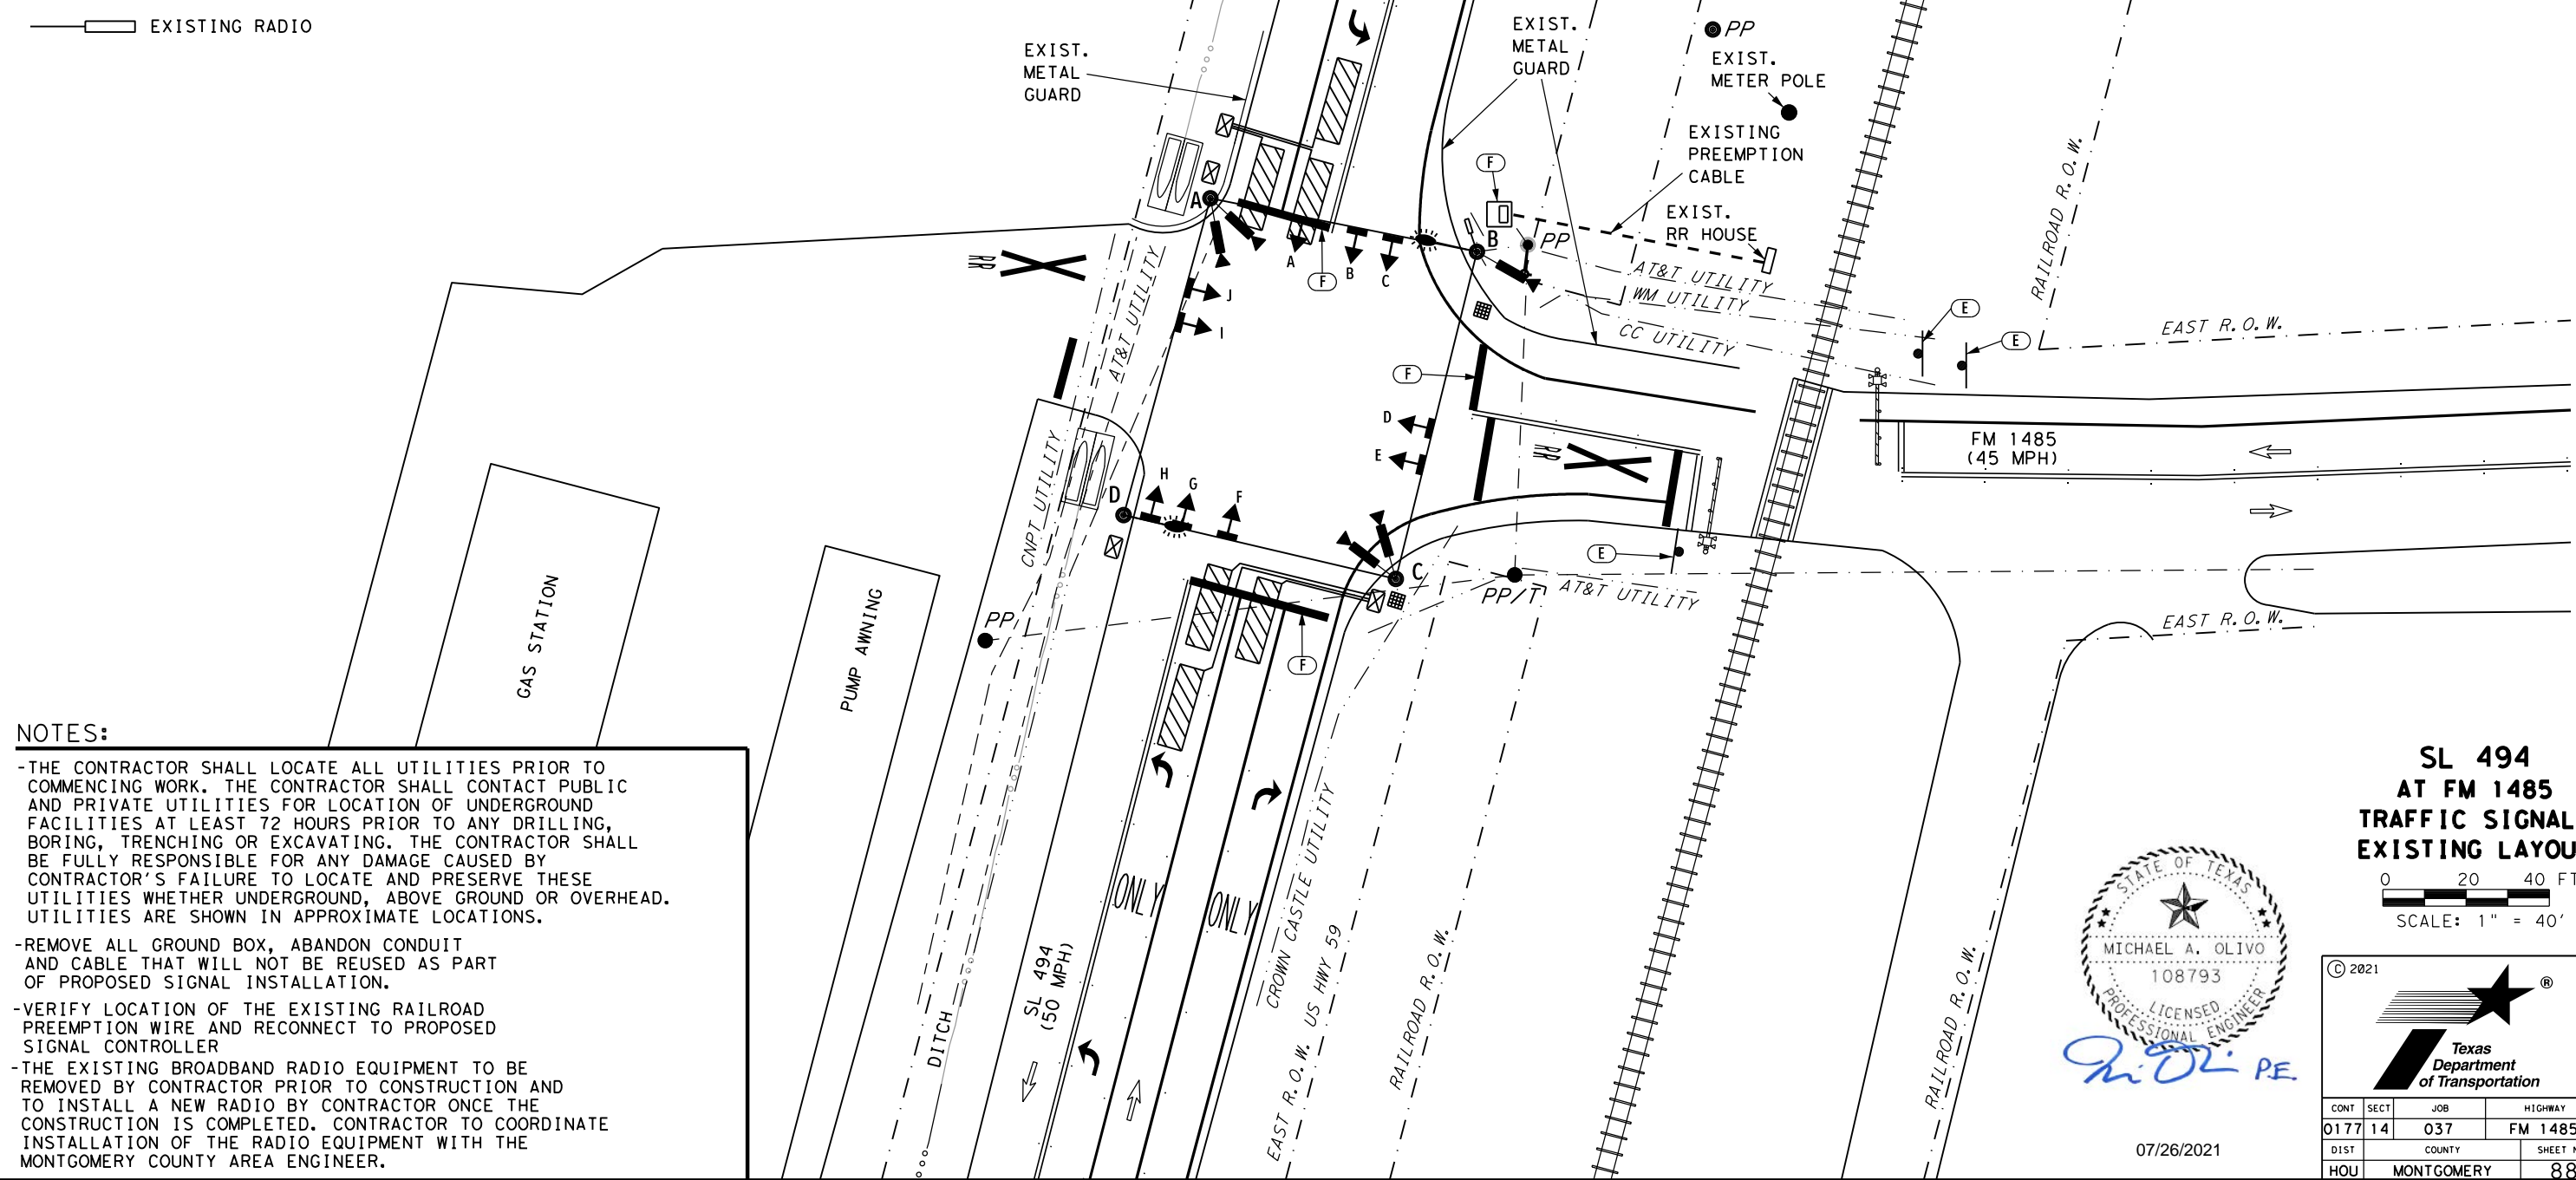 EXISTING RADIO
EXIST.
METAL
GUARD
EXIST.
METAL
GUARD
PP
EXIST.
METER POLE
EXISTING
PREEMPTION
CABLE
EXIST.
RR HOUSE
RAILROAD R.O.W.
F
A
B
PP
RR
A
F
B
C
J
I
AT&T UTILITY
AT&T UTILITY
WM UTILITY
CC UTILITY
E
E
EAST R.O.W.
F
D
E
RR
FM 1485
(45 MPH)
CNPT UTILITY
D
H
G
F
C
E
PP
PP/T
AT&T UTILITY
EAST R.O.W.
F
GAS STATION
PUMP AWNING
NOTES:
-THE CONTRACTOR SHALL LOCATE ALL UTILITIES PRIOR TO
COMMENCING WORK. THE CONTRACTOR SHALL CONTACT PUBLIC
AND PRIVATE UTILITIES FOR LOCATION OF UNDERGROUND
FACILITIES AT LEAST 72 HOURS PRIOR TO ANY DRILLING,
BORING, TRENCHING OR EXCAVATING. THE CONTRACTOR SHALL
BE FULLY RESPONSIBLE FOR ANY DAMAGE CAUSED BY
CONTRACTOR'S FAILURE TO LOCATE AND PRESERVE THESE
UTILITIES WHETHER UNDERGROUND, ABOVE GROUND OR OVERHEAD.
UTILITIES ARE SHOWN IN APPROXIMATE LOCATIONS.
-REMOVE ALL GROUND BOX, ABANDON CONDUIT
AND CABLE THAT WILL NOT BE REUSED AS PART
OF PROPOSED SIGNAL INSTALLATION.
-VERIFY LOCATION OF THE EXISTING RAILROAD
PREEMPTION WIRE AND RECONNECT TO PROPOSED
SIGNAL CONTROLLER
-THE EXISTING BROADBAND RADIO EQUIPMENT TO BE
REMOVED BY CONTRACTOR PRIOR TO CONSTRUCTION AND
TO INSTALL A NEW RADIO BY CONTRACTOR ONCE THE
CONSTRUCTION IS COMPLETED. CONTRACTOR TO COORDINATE
INSTALLATION OF THE RADIO EQUIPMENT WITH THE
MONTGOMERY COUNTY AREA ENGINEER.
DITCH
SL 494
(50 MPH)
ONLY
ONLY
CROWN CASTLE UTILITY
EAST R.O.W. US HWY 59
RAILROAD R.O.W.
RAILROAD R.O.W.
SL 494
AT FM 1485
TRAFFIC SIGNAL
EXISTING LAYOU
0 20 40 FT
SCALE: 1" = 40'
STATE OF TEXAS
MICHAEL A. OLIVO
108793
LICENSED
PROFESSIONAL ENGINEER
P.E.
07/26/2021
© 2021
®
Texas
Department
of Transportation
CONT SECT JOB HIGHWAY
0177 14 037 FM 1485
DIST COUNTY SHEET N
HOU MONTGOMERY 88